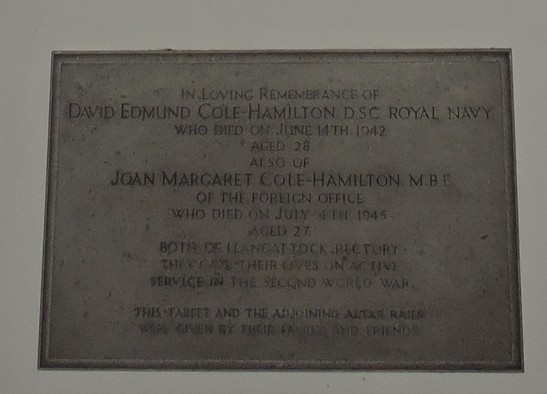 IN LOVING REMEMBRANCE OF
DAVID EDMUND COLE-HAMILTON. D.S.C. ROYAL NAVY
WHO DIED ON JUNE 14TH. 1942.
AGED 28
ALSO OF
JOAN MARGARET COLE-HAMILTON. M.B.E
OF THE FOREIGN OFFICE
WHO DIED ON JULY 4TH. 1945.
AGED 27.
BOTH OF LLANGATTOCK RECTORY.
THEY GAVE THEIR LIVES ON ACTIVE
SERVICE IN THE SECOND WORLD WAR.
THIS TABLET AND THE ADJOINING ALTAR RAILS
WERE GIVEN BY THEIR FAMILY AND FRIENDS